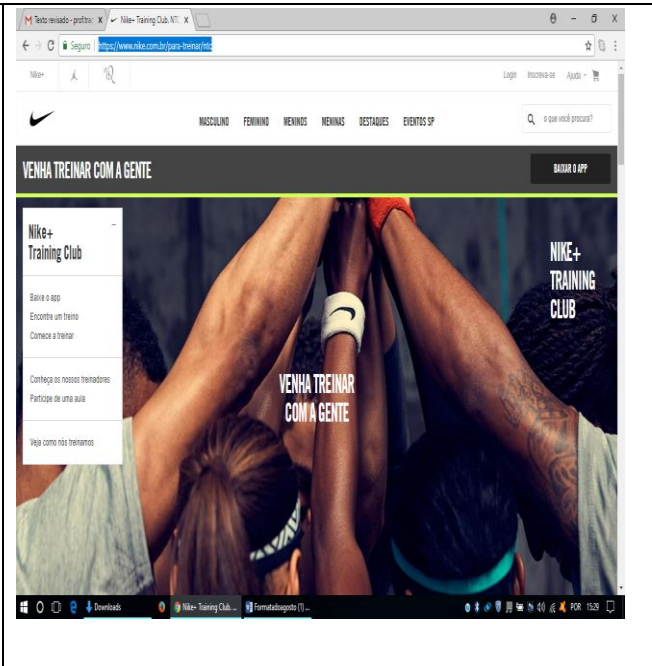 Texto revisado - profitrac
Nike+ Training Club. NTC
Seguro | https://www.nike.com.br/para-treinar/ntc
Nike+
Login Inscreva-se Ajuda
MASCULINO FEMININO MENINOS MENINAS DESTAQUES EVENTOS SP
o que você procura?
VENHA TREINAR COM A GENTE
BAIXAR O APP
Nike+
Training Club
Baixe o app
Encontre um treino
Comece a treinar
Conheça os nossos treinadores
Participe de uma aula
Veja como nós treinamos
VENHA TREINAR
COM A GENTE
NIKE+
TRAINING
CLUB
Downloads
Nike+ Training Club. ...
Formatadoagosto (1) ...
POR 15:29